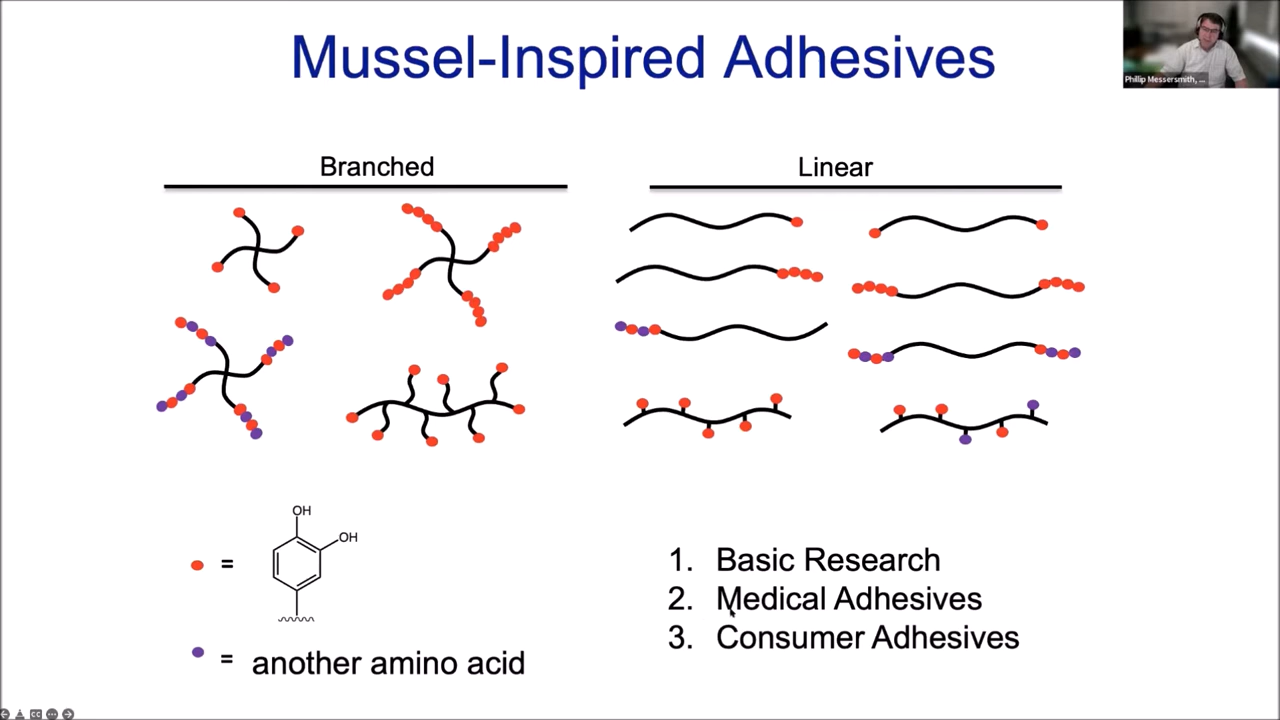 Mussel-Inspired Adhesives
Phillip Messersmith, ...
Branched
Linear
OH
OH
=
= another amino acid
1. Basic Research
2. Medical Adhesives
3. Consumer Adhesives
CC